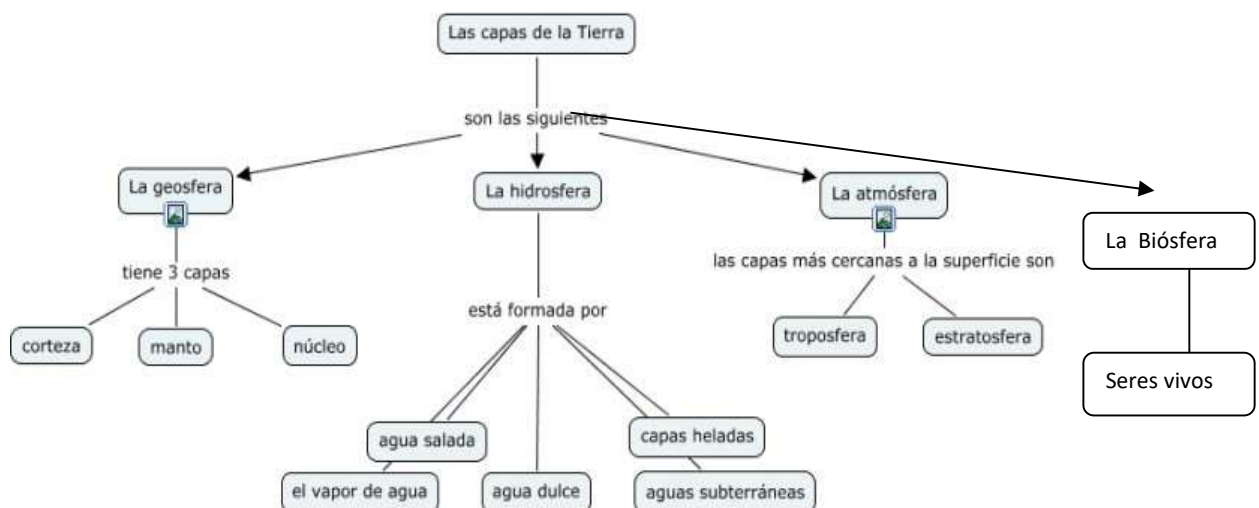 Las capas de la Tierra
son las siguientes
La geosfera
La hidrosfera
La atmósfera
La Biósfera
tiene 3 capas
las capas más cercanas a la superficie son
está formada por
corteza
manto
núcleo
troposfera
estratosfera
Seres vivos
agua salada
capas heladas
el vapor de agua
agua dulce
aguas subterráneas